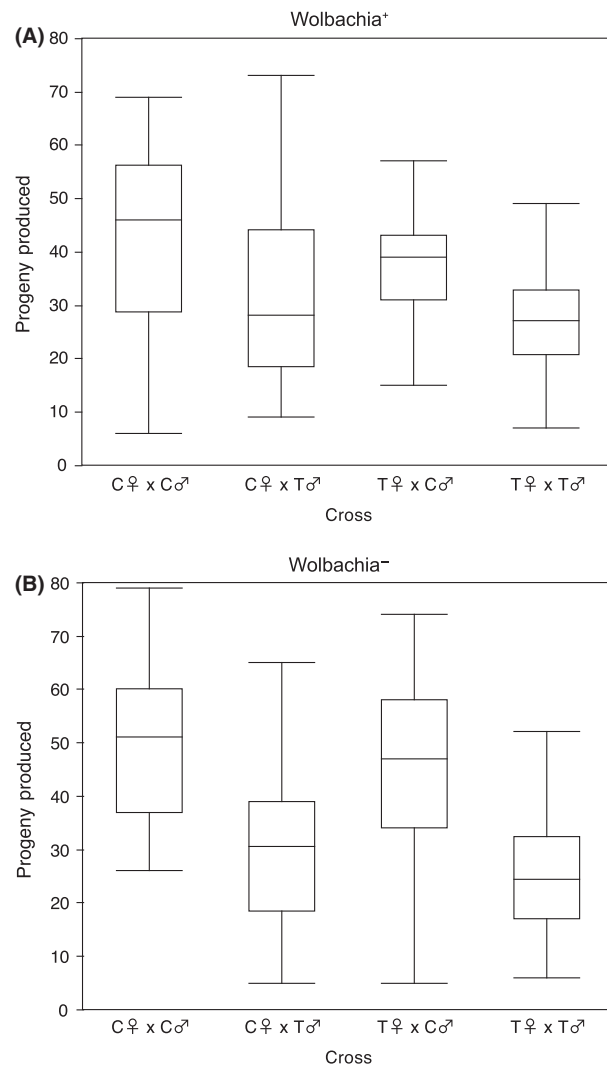 (A)
Wolbachia⁺
80
70
60
50
40
30
20
10
0
Progeny produced
C♀ x C♂ C♀ x T♂ T♀ x C♂ T♀ x T♂
Cross
(B)
Wolbachia⁻
80
70
60
50
40
30
20
10
0
Progeny produced
C♀ x C♂ C♀ x T♂ T♀ x C♂ T♀ x T♂
Cross